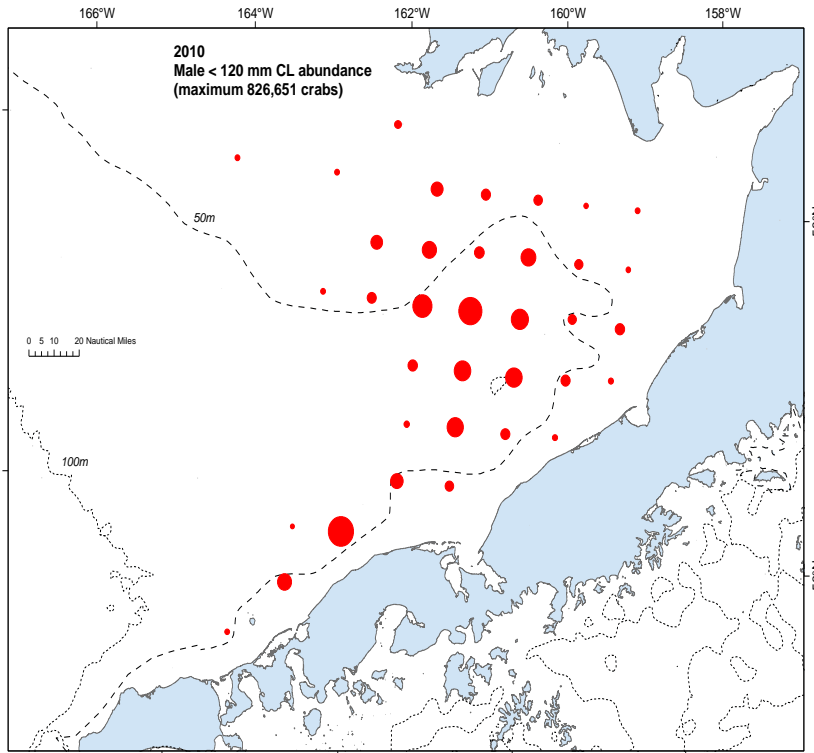 166°W 164°W 162°W 160°W 158°W
2010
Male < 120 mm CL abundance
(maximum 826,651 crabs)
50m
0 5 10 20 Nautical Miles
100m